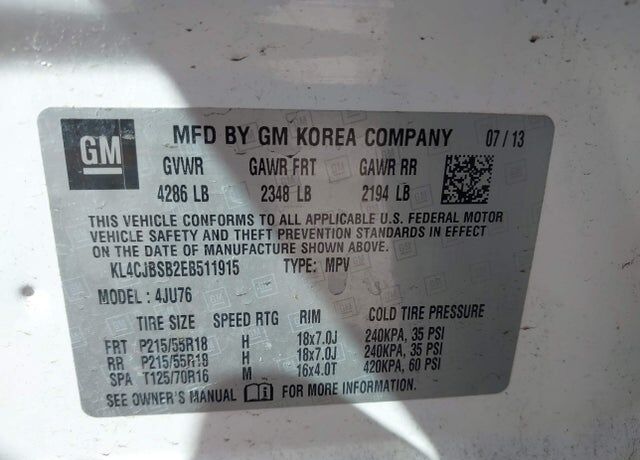 GM MFD BY GM KOREA COMPANY 07/13
GVWR GAWR FRT GAWR RR
4286 LB 2348 LB 2194 LB
THIS VEHICLE CONFORMS TO ALL APPLICABLE U.S. FEDERAL MOTOR
VEHICLE SAFETY AND THEFT PREVENTION STANDARDS IN EFFECT
ON THE DATE OF MANUFACTURE SHOWN ABOVE.
KL4CJBSB2EB511915 TYPE: MPV
MODEL : 4JU76
TIRE SIZE SPEED RTG RIM COLD TIRE PRESSURE
FRT P215/55R18 H 18x7.0J 240KPA, 35 PSI
RR P215/55R18 H 18x7.0J 240KPA, 35 PSI
SPA T125/70R16 M 16x4.0T 420KPA, 60 PSI
SEE OWNER'S MANUAL FOR MORE INFORMATION